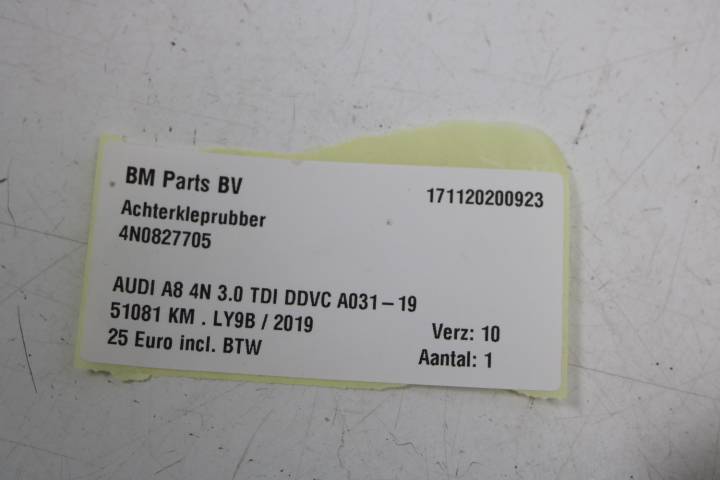 BM Parts BV
171120200923
Achterkleprubber
4N0827705
AUDI A8 4N 3.0 TDI DDVC A031-19
51081 KM . LY9B / 2019
Verz: 10
25 Euro incl. BTW
Aantal: 1